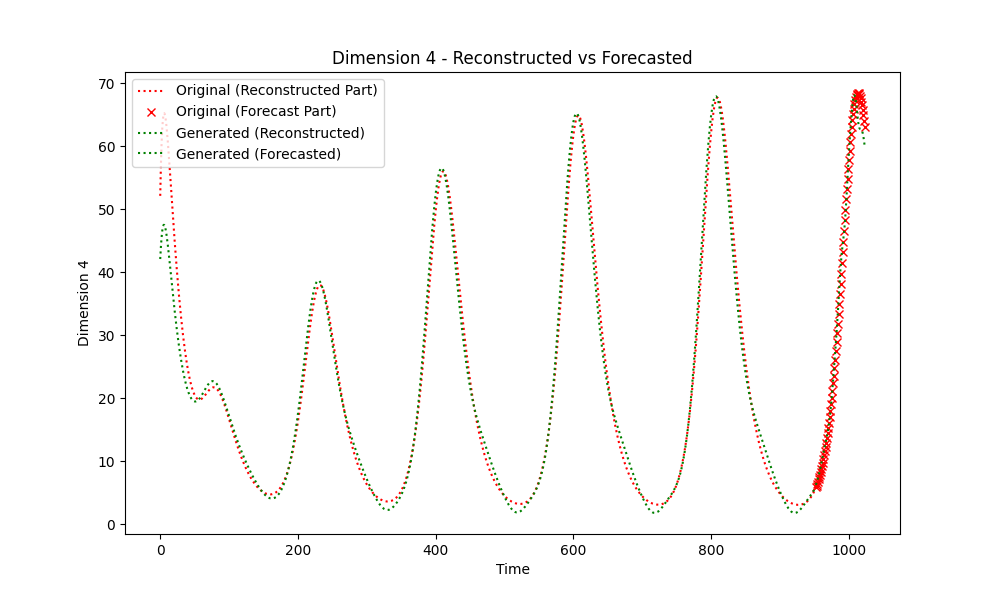 Dimension 4 - Reconstructed vs Forecasted
Original (Reconstructed Part)
Original (Forecast Part)
Generated (Reconstructed)
Generated (Forecasted)
Dimension 4
70
60
50
40
30
20
10
0
0 200 400 600 800 1000
Time